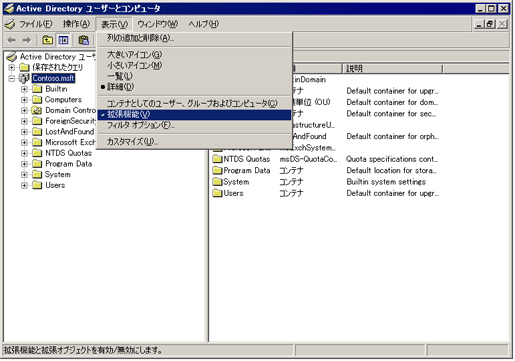 Active Directory ユーザーとコンピュータ
ファイル(F) 操作(A) 表示(V) ウィンドウ(W) ヘルプ(H)
列の追加と削除(A)...
大きいアイコン(G)
小さいアイコン(M)
一覧(L)
詳細(D)
コンテナとしてのユーザー、グループおよびコンピュータ(C)
拡張機能(V)
フィルタ オプション(F)...
カスタマイズ(U)...
Active Directory ユーザ
保存されたクエリ
Contoso.msft
Builtin
Computers
Domain Contro
ForeignSecurity
LostAndFound
Microsoft Exch
NTDS Quotas
Program Data
System
Users
説明
inDomain
テナ Default container for upgr...
単位 (OU) Default container for dom...
テナ Default container for sec...
astructureU...
AndFound Default container for orph...
xchSystem...
NTDS Quotas msDS-QuotaCo... Quota specifications cont...
Program Data コンテナ Default location for stora...
System コンテナ Builtin system settings
Users コンテナ Default container for upgr...
拡張機能と拡張オブジェクトを有効/無効にします。